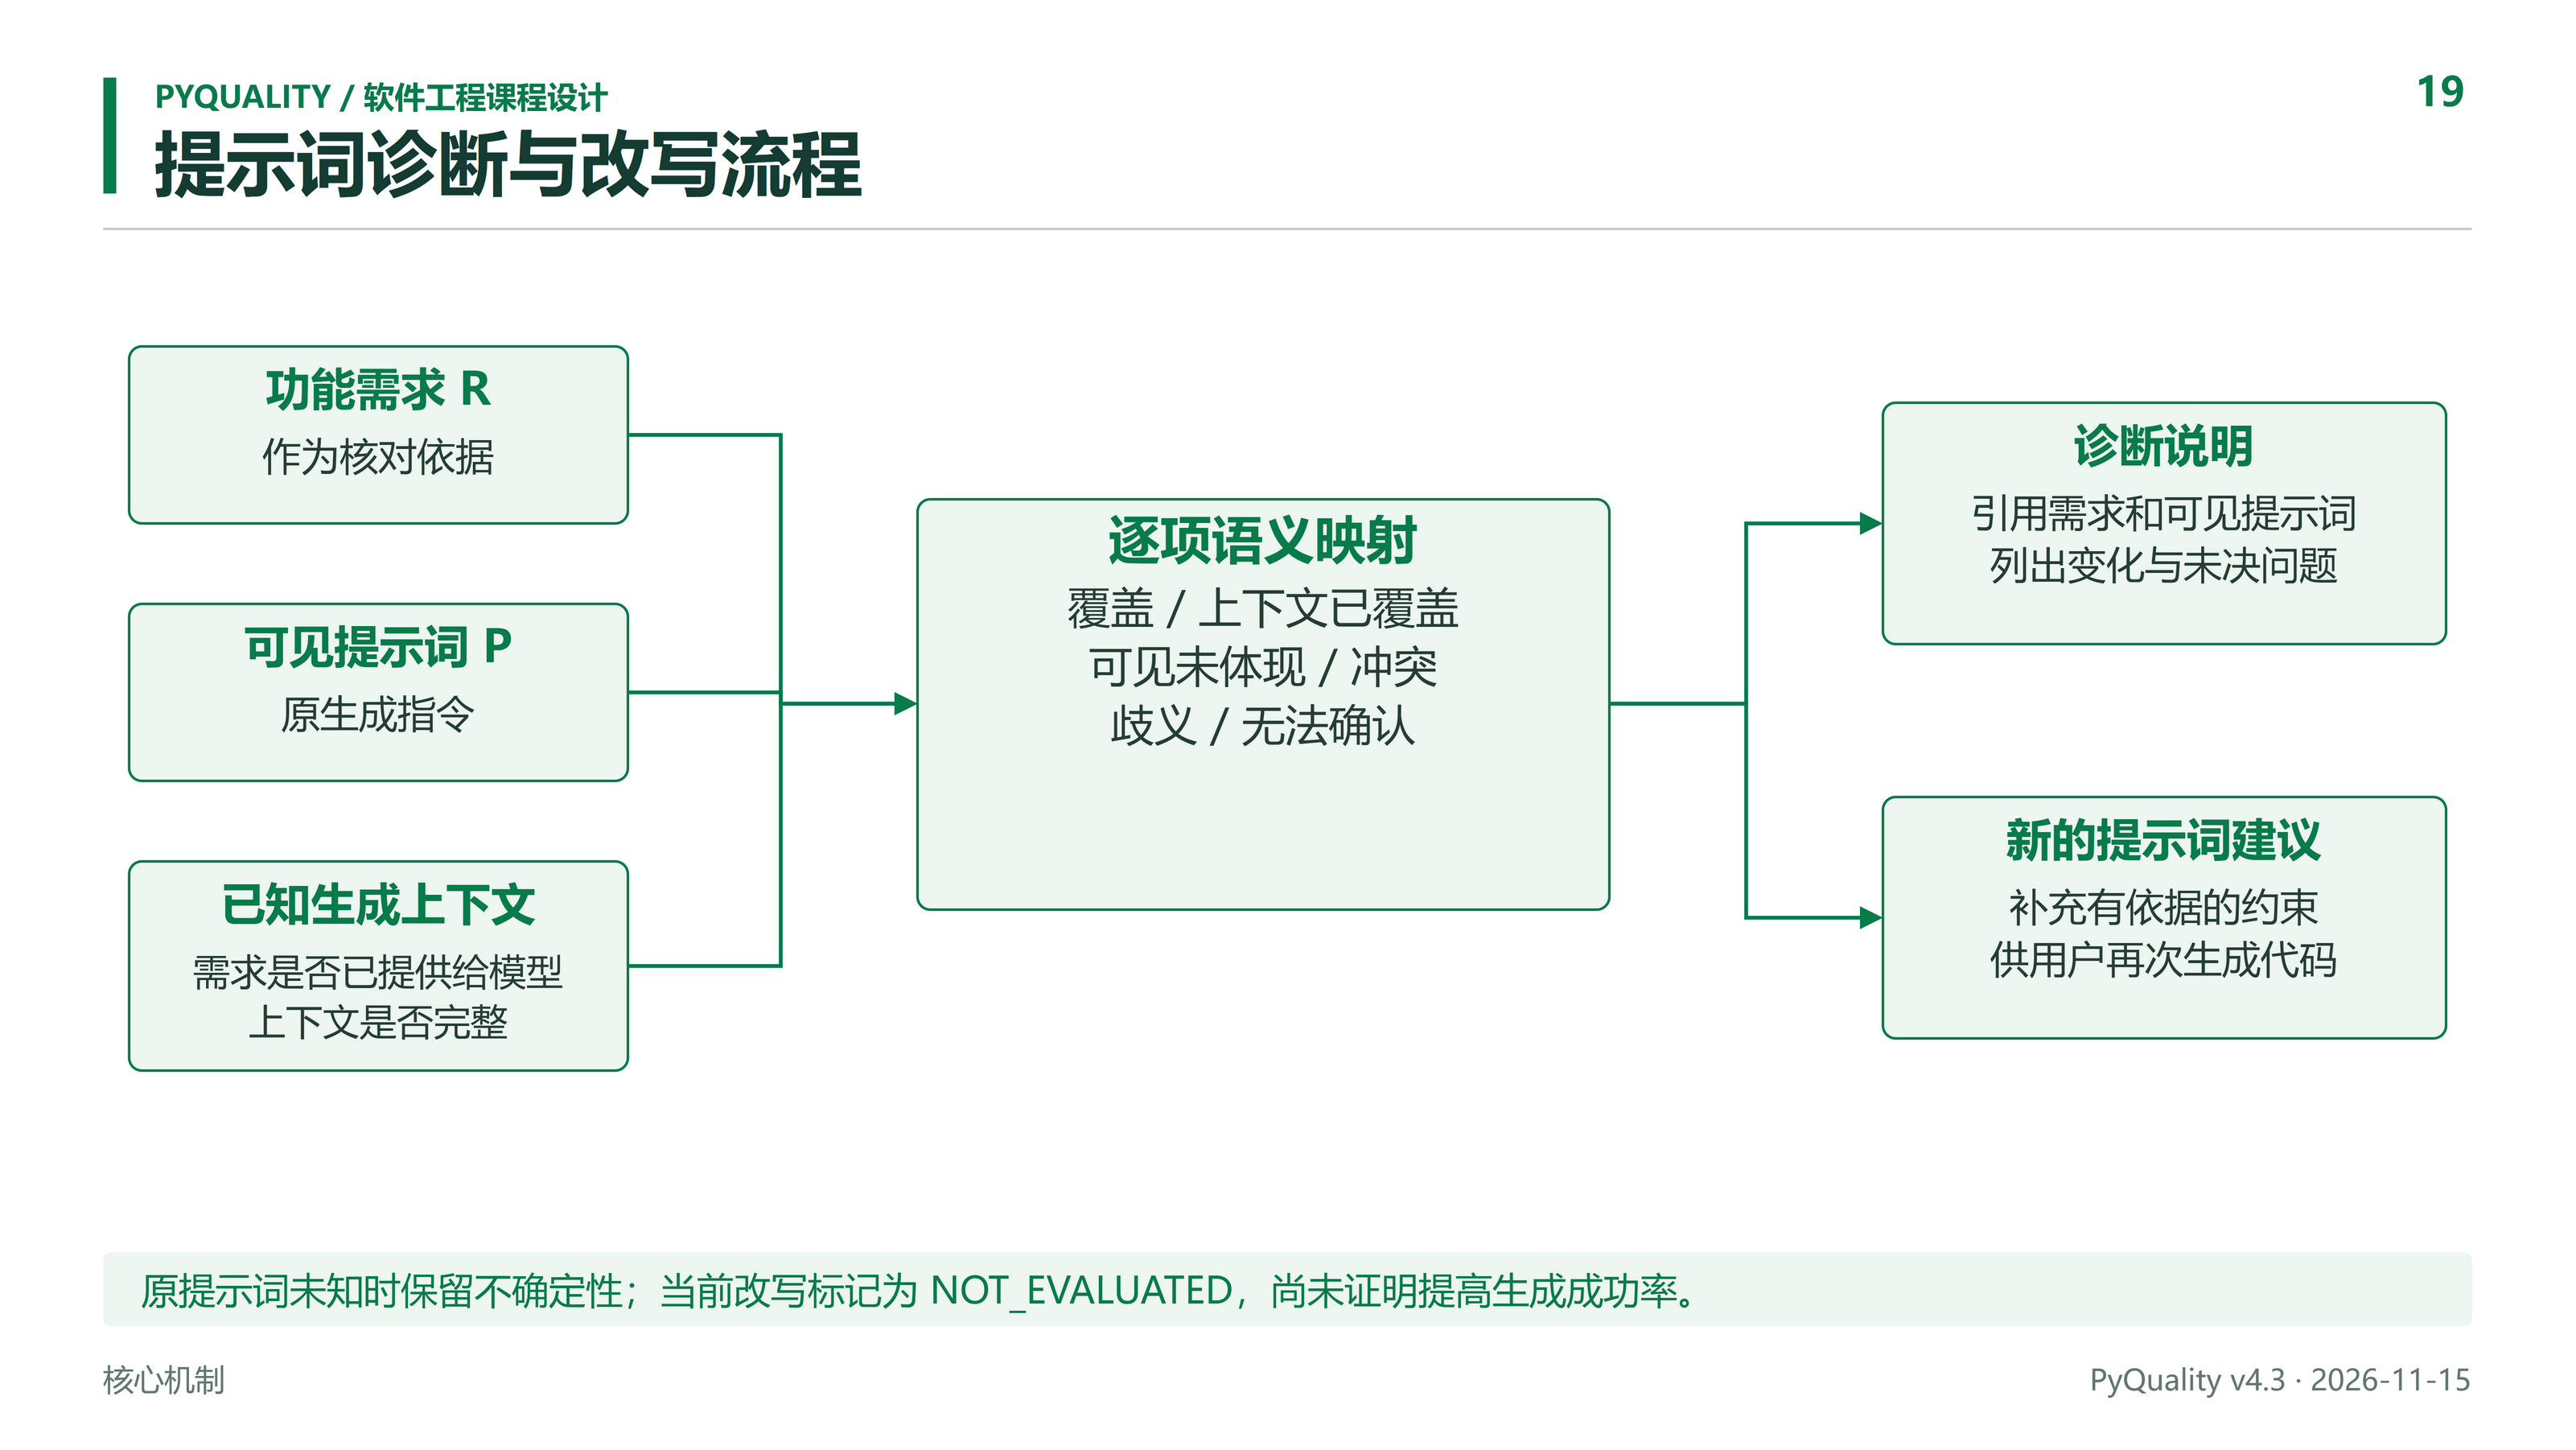 PYQUALITY / 软件工程课程设计
19
提示词诊断与改写流程
功能需求 R
作为核对依据
可见提示词 P
原生成指令
已知生成上下文
需求是否已提供给模型
上下文是否完整
逐项语义映射
覆盖 / 上下文已覆盖
可见未体现 / 冲突
歧义 / 无法确认
诊断说明
引用需求和可见提示词
列出变化与未决问题
新的提示词建议
补充有依据的约束
供用户再次生成代码
原提示词未知时保留不确定性；当前改写标记为 NOT_EVALUATED，尚未证明提高生成成功率。
核心机制
PyQuality v4.3 · 2026-11-15